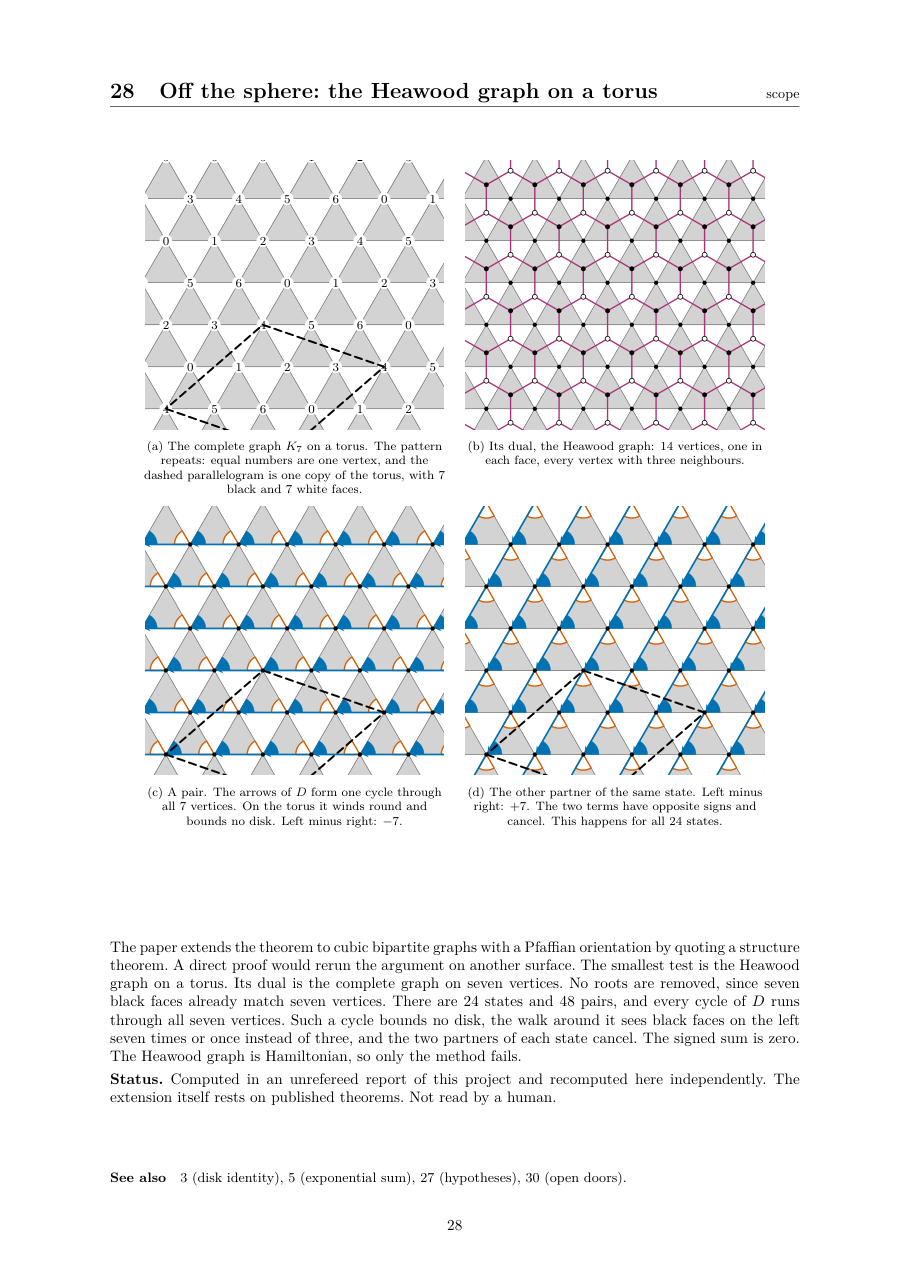 28 Off the sphere: the Heawood graph on a torus scope
3 4 5 6 0 1
0 1 2 3 4 5
5 6 0 1 2 3
2 3 5 6 0
0 1 2 3 4 5
4 5 6 0 1 2
(a) The complete graph K7 on a torus. The pattern
repeats: equal numbers are one vertex, and the
dashed parallelogram is one copy of the torus, with 7
black and 7 white faces.
(b) Its dual, the Heawood graph: 14 vertices, one in
each face, every vertex with three neighbours.
(c) A pair. The arrows of D form one cycle through
all 7 vertices. On the torus it winds round and
bounds no disk. Left minus right: −7.
(d) The other partner of the same state. Left minus
right: +7. The two terms have opposite signs and
cancel. This happens for all 24 states.
The paper extends the theorem to cubic bipartite graphs with a Pfaffian orientation by quoting a structure
theorem. A direct proof would rerun the argument on another surface. The smallest test is the Heawood
graph on a torus. Its dual is the complete graph on seven vertices. No roots are removed, since seven
black faces already match seven vertices. There are 24 states and 48 pairs, and every cycle of D runs
through all seven vertices. Such a cycle bounds no disk, the walk around it sees black faces on the left
seven times or once instead of three, and the two partners of each state cancel. The signed sum is zero.
The Heawood graph is Hamiltonian, so only the method fails.
Status. Computed in an unrefereed report of this project and recomputed here independently. The
extension itself rests on published theorems. Not read by a human.
See also 3 (disk identity), 5 (exponential sum), 27 (hypotheses), 30 (open doors).
28